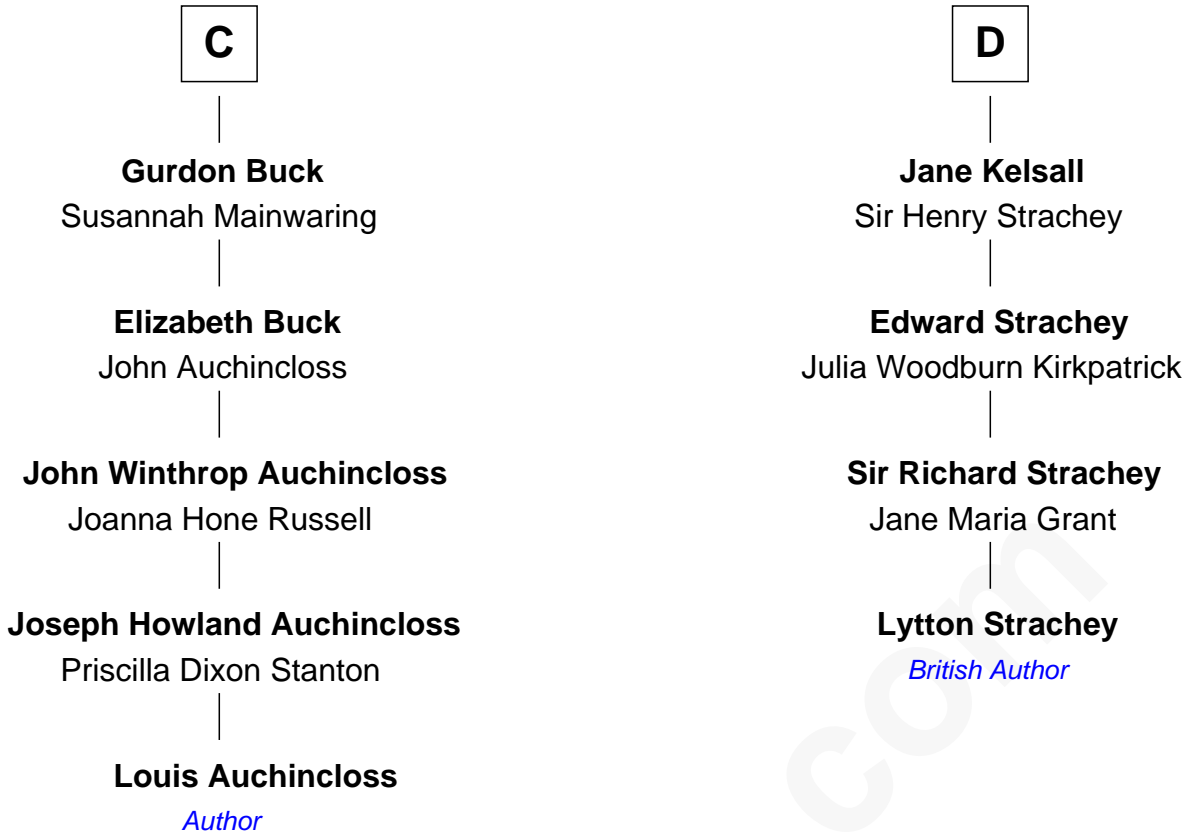 C
Gurdon Buck
Susannah Mainwaring
Elizabeth Buck
John Auchincloss
John Winthrop Auchincloss
Joanna Hone Russell
Joseph Howland Auchincloss
Priscilla Dixon Stanton
Louis Auchincloss
Author
D
Jane Kelsall
Sir Henry Strachey
Edward Strachey
Julia Woodburn Kirkpatrick
Sir Richard Strachey
Jane Maria Grant
Lytton Strachey
British Author
com